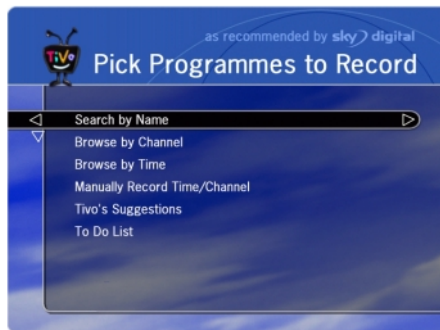 as recommended by sky digital
TiVo
Pick Programmes to Record
Search by Name
Browse by Channel
Browse by Time
Manually Record Time/Channel
Tivo's Suggestions
To Do List